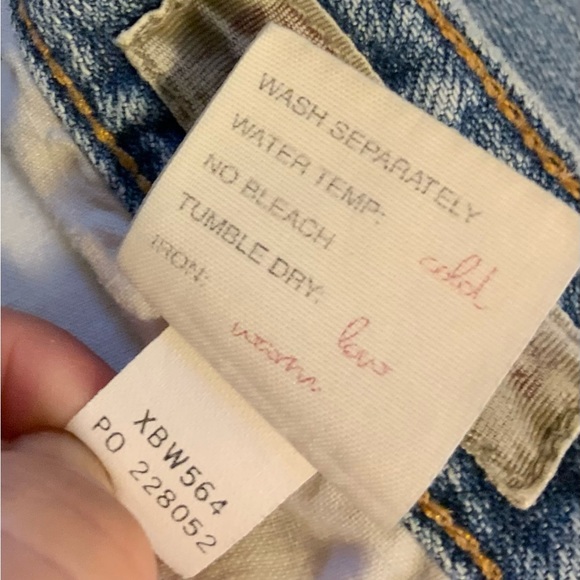 WASH SEPARATELY
WATER TEMP: cold
NO BLEACH
TUMBLE DRY: low
IRON: warm
XBW564
PO 228052